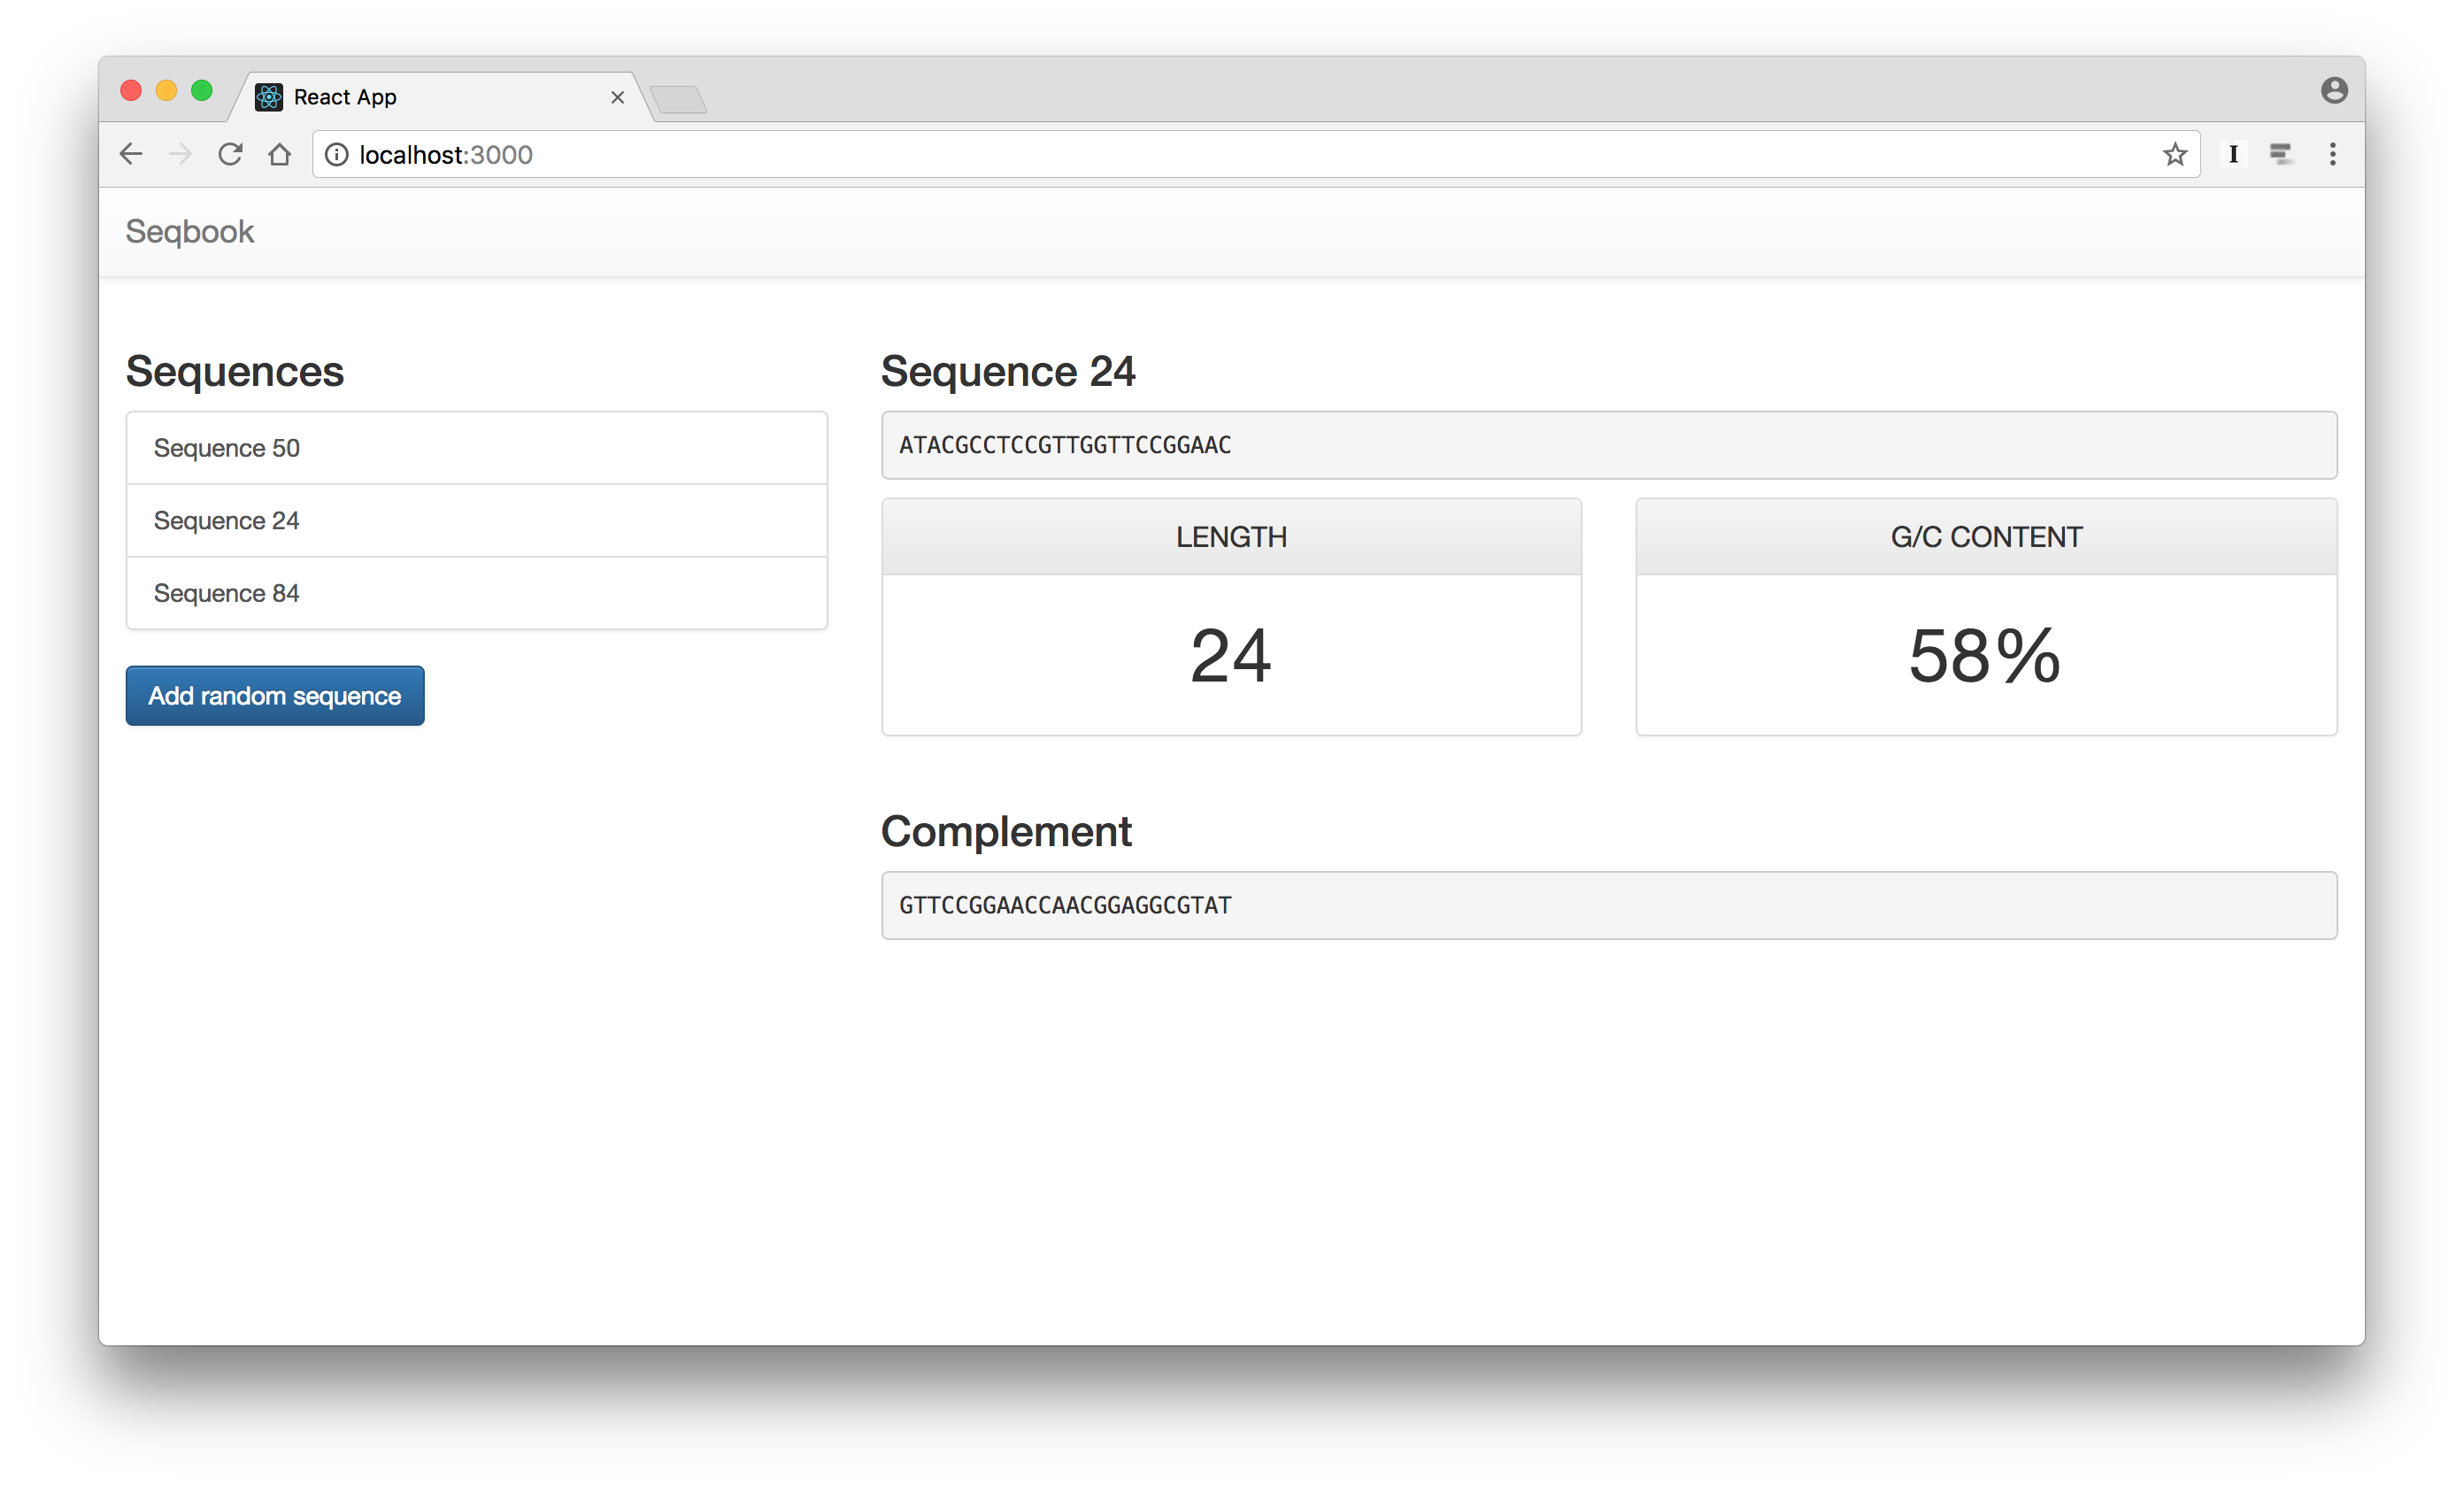 React App
localhost:3000
I
Seqbook
Sequences
Sequence 50
Sequence 24
Sequence 84
Add random sequence
Sequence 24
ATACGCCTCCGTTGGTTCCGGAAC
LENGTH
24
G/C CONTENT
58%
Complement
GTTCCGGAACCAACGGAGGCGTAT